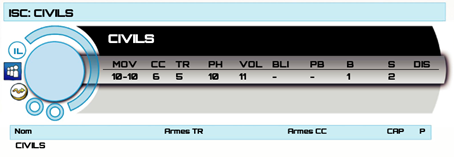 ISC: CIVILS
CIVILS
MOV CC TR PH VOL BLI PB B S DIS
10-10 6 5 10 11 - - 1 2
IL
Nom Armes TR Armes CC CAP P
CIVILS